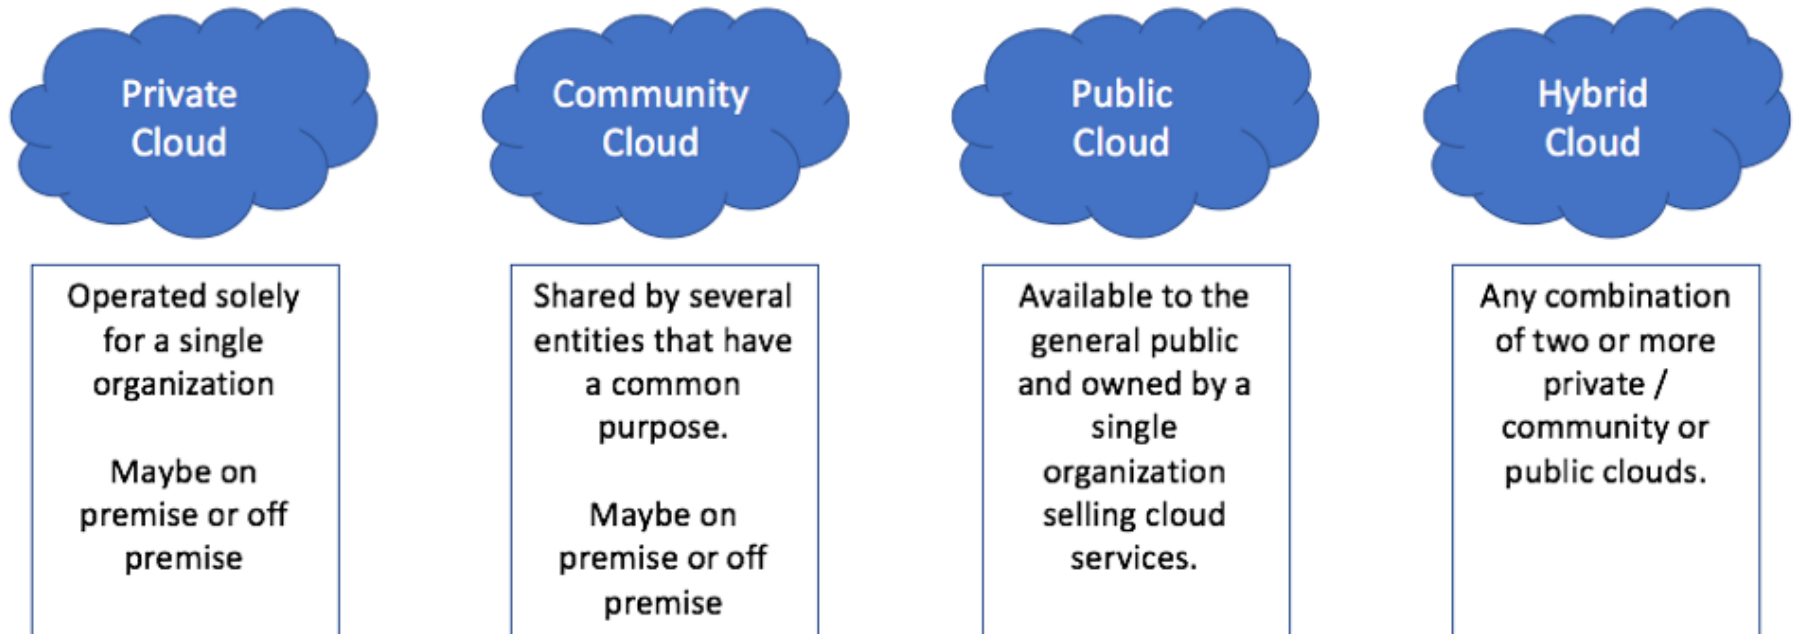 Private
Cloud
Operated solely
for a single
organization
Maybe on
premise or off
premise
Community
Cloud
Shared by several
entities that have
a common
purpose.
Maybe on
premise or off
premise
Public
Cloud
Available to the
general public
and owned by a
single
organization
selling cloud
services.
Hybrid
Cloud
Any combination
of two or more
private /
community or
public clouds.